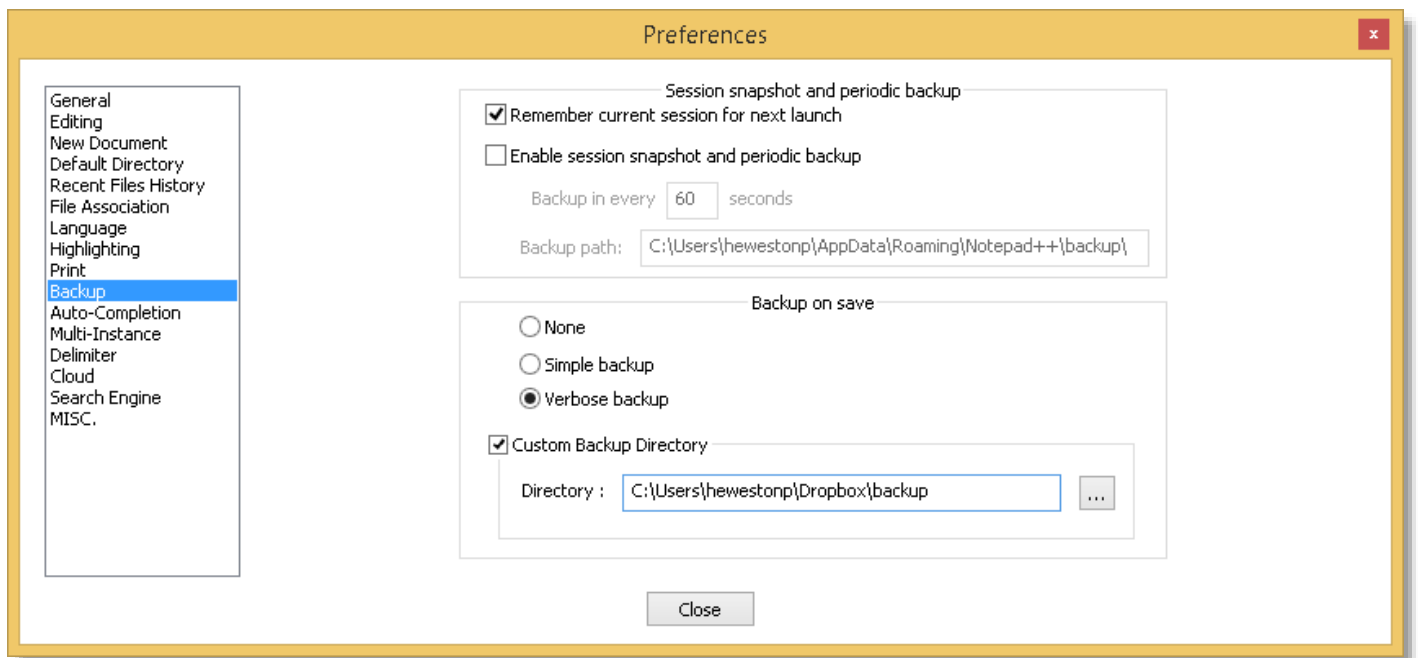 Preferences
x
General
Editing
New Document
Default Directory
Recent Files History
File Association
Language
Highlighting
Print
Backup
Auto-Completion
Multi-Instance
Delimiter
Cloud
Search Engine
MISC.
Session snapshot and periodic backup
Remember current session for next launch
Enable session snapshot and periodic backup
Backup in every 60 seconds
Backup path: C:\Users\hewestonp\AppData\Roaming\Notepad++\backup\
Backup on save
None
Simple backup
Verbose backup
Custom Backup Directory
Directory : C:\Users\hewestonp\Dropbox\backup ...
Close